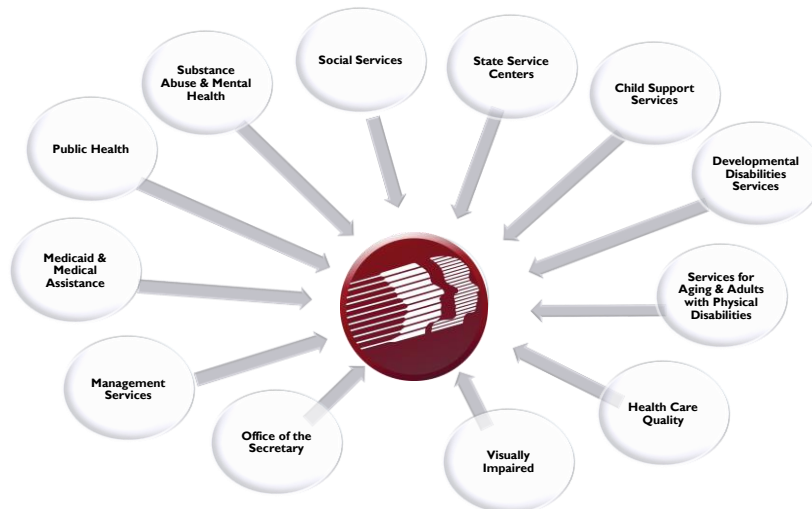 Substance
Abuse & Mental
Health
Social Services
State Service
Centers
Child Support
Services
Developmental
Disabilities
Services
Services for
Aging & Adults
with Physical
Disabilities
Health Care
Quality
Visually
Impaired
Office of the
Secretary
Management
Services
Medicaid &
Medical
Assistance
Public Health